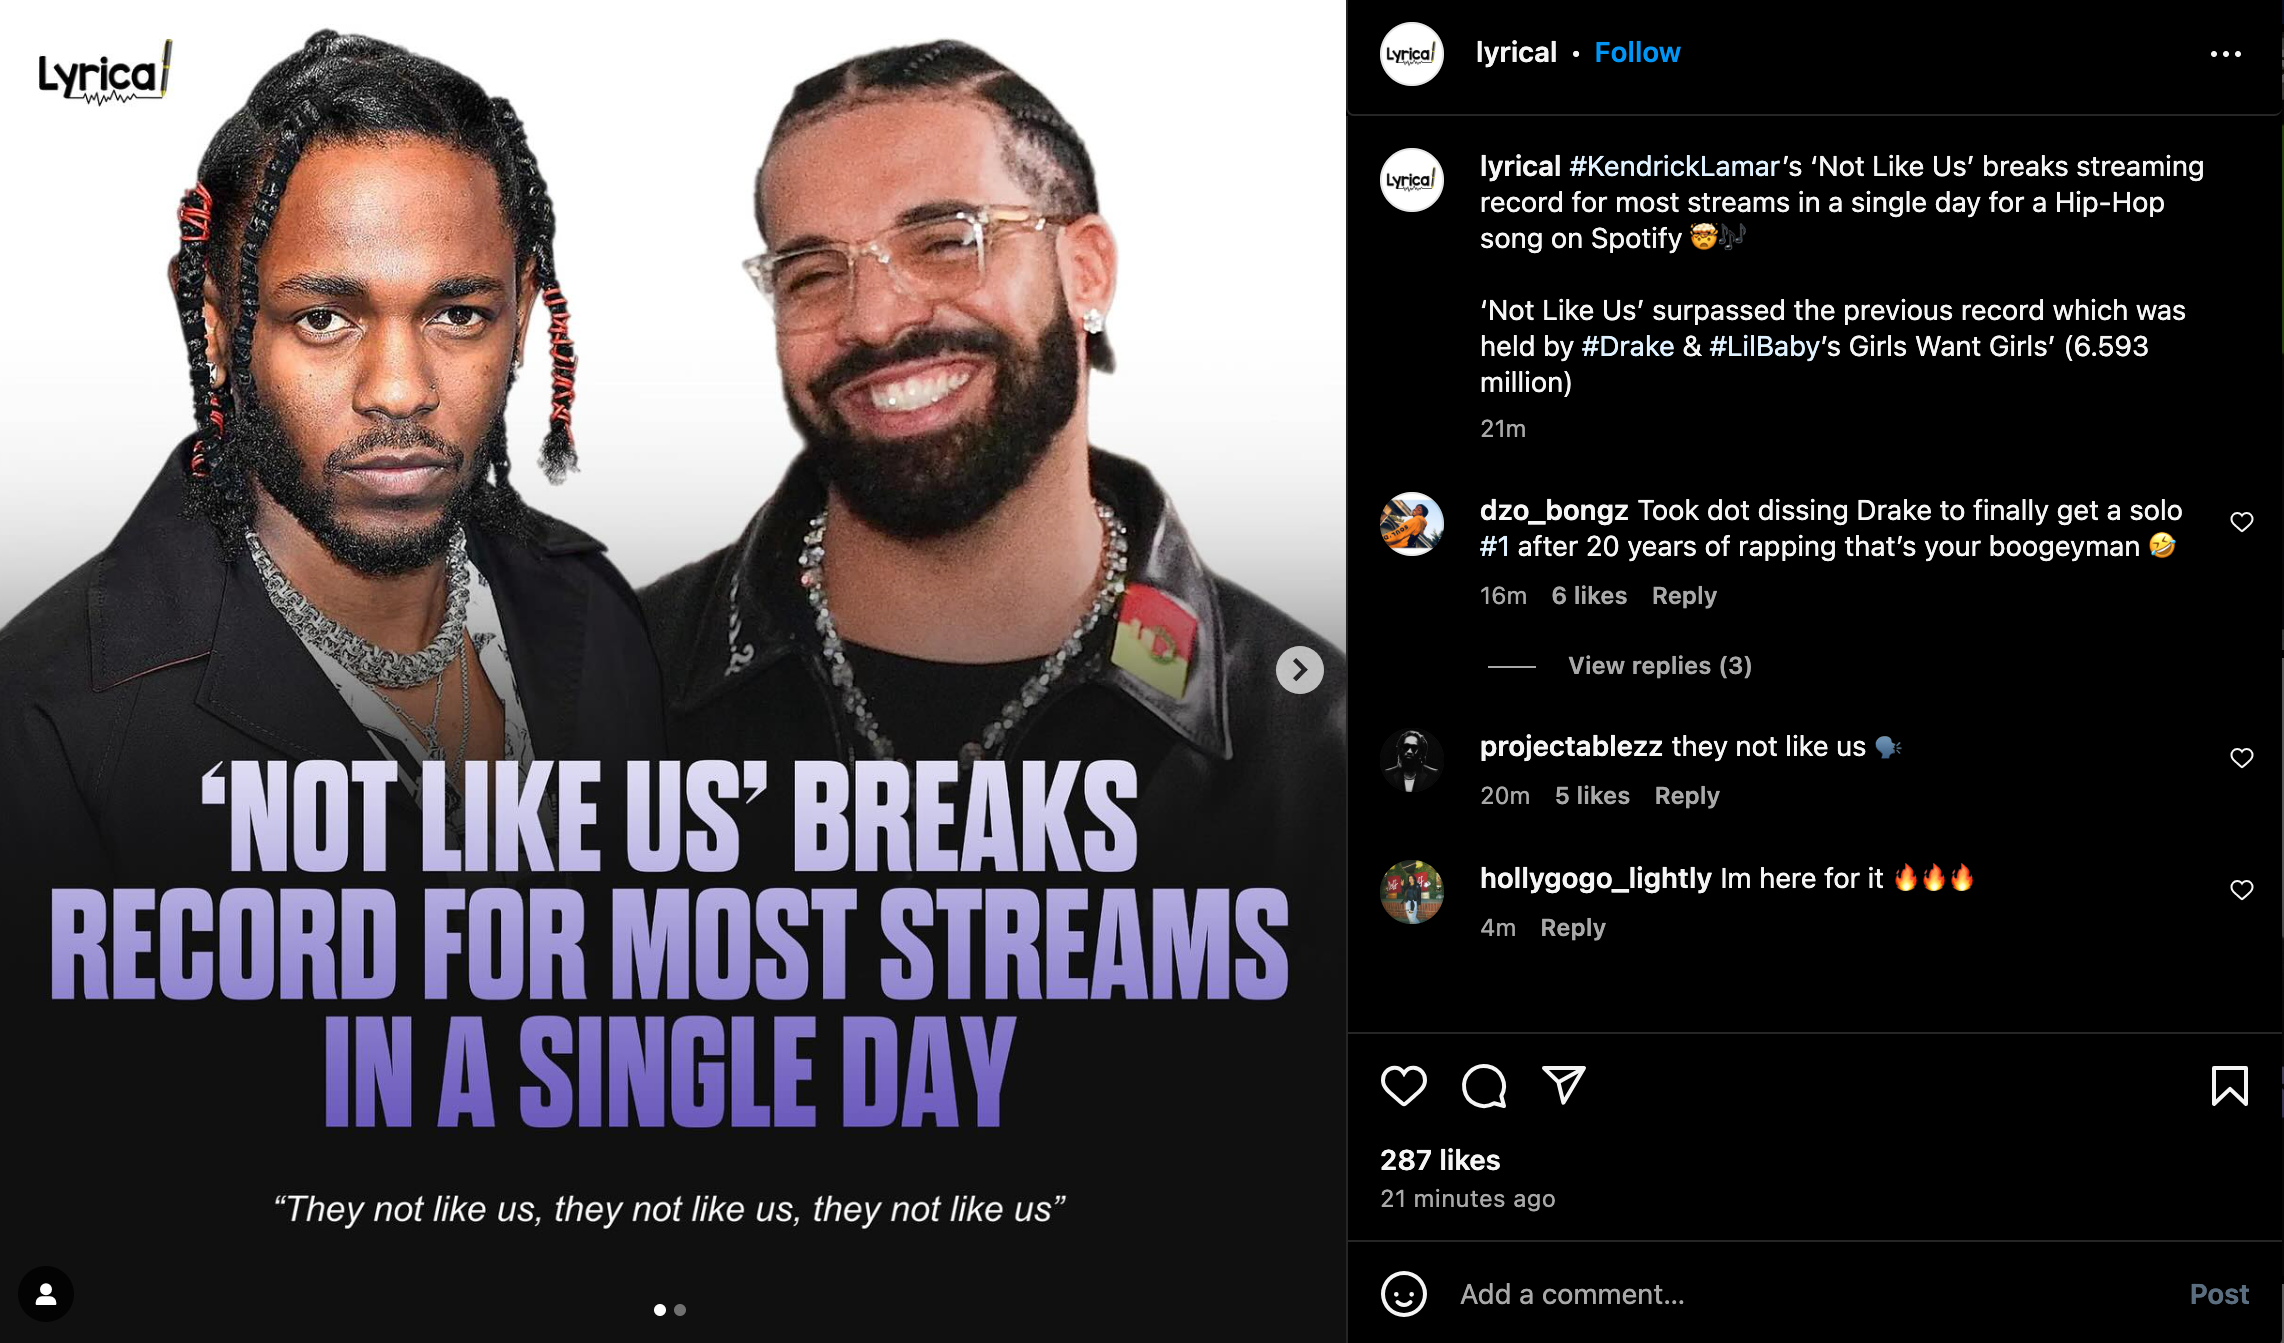 Lyrical
‘NOT LIKE US’ BREAKS
RECORD FOR MOST STREAMS
IN A SINGLE DAY
“They not like us, they not like us, they not like us”
Lyrical
lyrical • Follow
Lyrical
lyrical #KendrickLamar’s ‘Not Like Us’ breaks streaming
record for most streams in a single day for a Hip-Hop
song on Spotify 🤯🎶
‘Not Like Us’ surpassed the previous record which was
held by #Drake & #LilBaby’s Girls Want Girls’ (6.593
million)
21m
dzo_bongz Took dot dissing Drake to finally get a solo
#1 after 20 years of rapping that’s your boogeyman 🤣
16m 6 likes Reply
View replies (3)
projectablezz they not like us 🗣️
20m 5 likes Reply
hollygogo_lightly Im here for it 🔥🔥🔥
4m Reply
287 likes
21 minutes ago
Add a comment...
Post